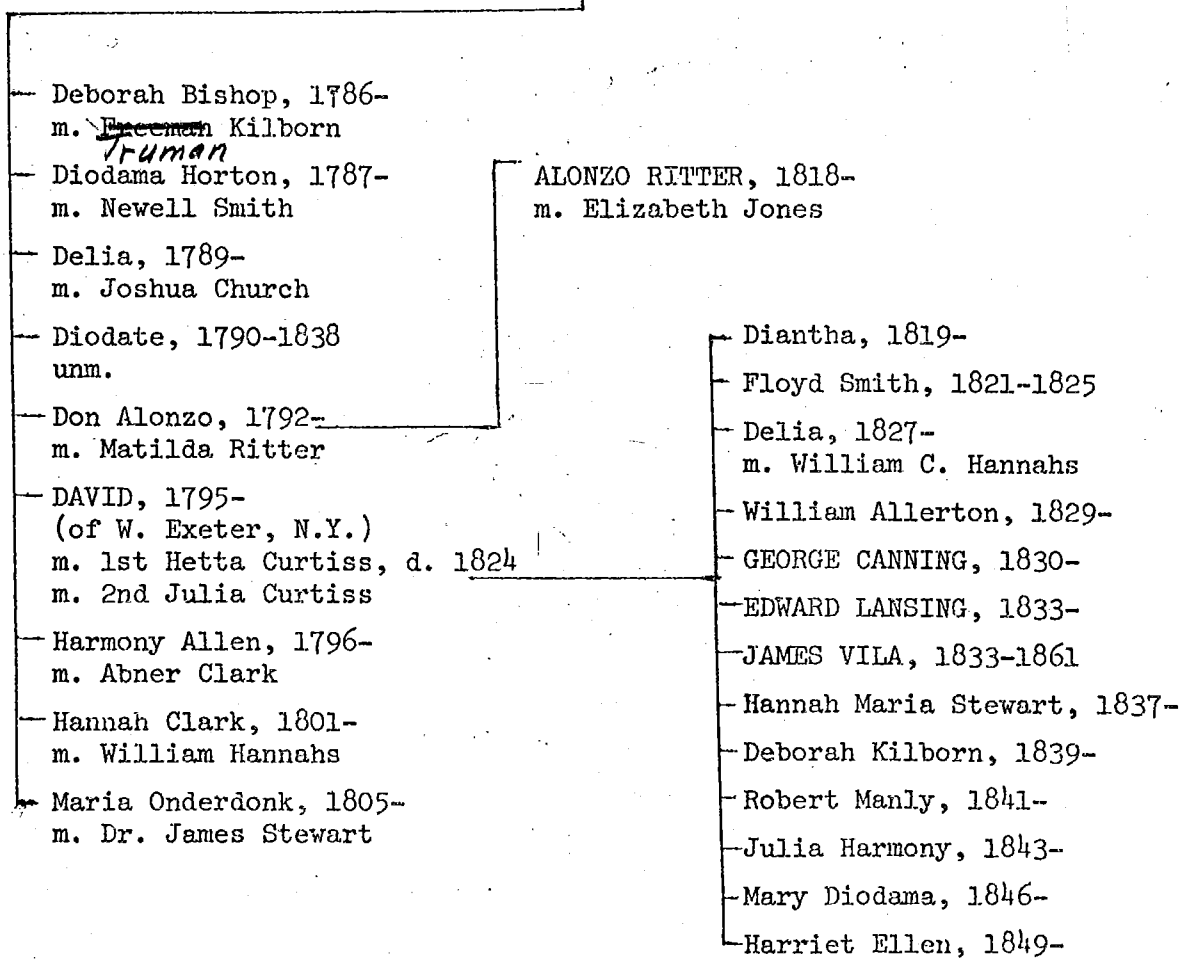 Deborah Bishop, 1786-
m. Freeman Kilborn
Truman
Diodama Horton, 1787-
m. Newell Smith
Delia, 1789-
m. Joshua Church
Diodate, 1790-1838
unm.
Don Alonzo, 1792-
m. Matilda Ritter
DAVID, 1795-
(of W. Exeter, N.Y.)
m. 1st Hetta Curtiss, d. 1824
m. 2nd Julia Curtiss
Harmony Allen, 1796-
m. Abner Clark
Hannah Clark, 1801-
m. William Hannahs
Maria Onderdonk, 1805-
m. Dr. James Stewart
ALONZO RITTER, 1818-
m. Elizabeth Jones
Diantha, 1819-
Floyd Smith, 1821-1825
Delia, 1827-
m. William C. Hannahs
William Allerton, 1829-
GEORGE CANNING, 1830-
EDWARD LANSING, 1833-
JAMES VILA, 1833-1861
Hannah Maria Stewart, 1837-
Deborah Kilborn, 1839-
Robert Manly, 1841-
Julia Harmony, 1843-
Mary Diodama, 1846-
Harriet Ellen, 1849-